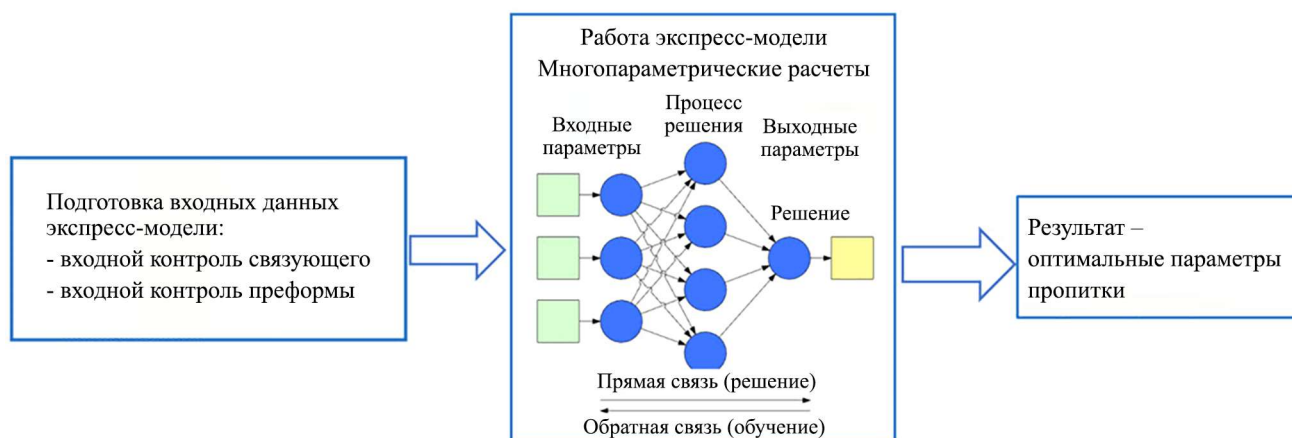 Подготовка входных данных
экспресс-модели:
- входной контроль связующего
- входной контроль преформы
Работа экспресс-модели
Многопараметрические расчеты
Входные
параметры
Процесс
решения
Выходные
параметры
Решение
Прямая связь (решение)
Обратная связь (обучение)
Результат –
оптимальные параметры
пропитки